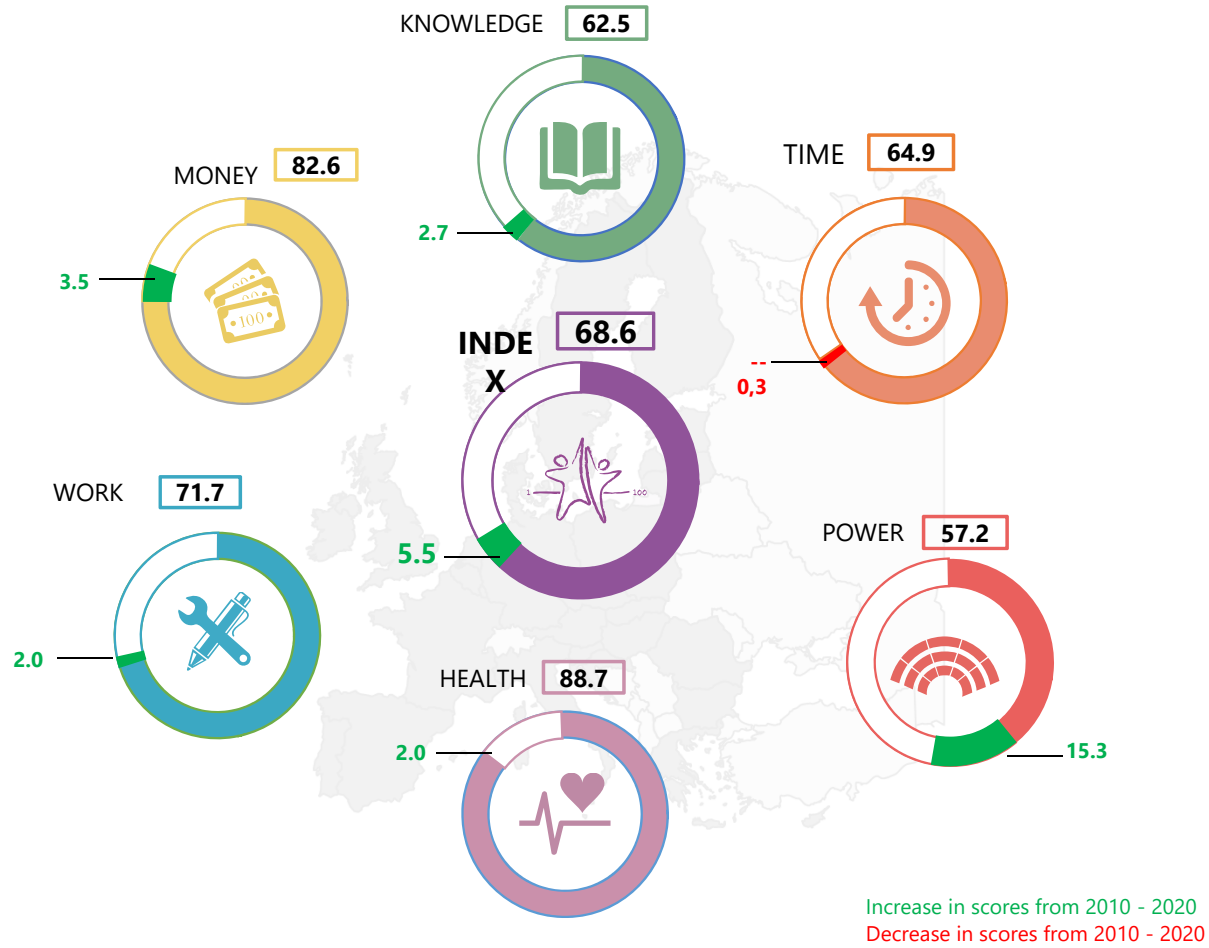 KNOWLEDGE 62.5
2.7
MONEY 82.6
3.5
100
TIME 64.9
--
0,3
INDE
X
68.6
1 100
5.5
WORK 71.7
2.0
POWER 57.2
15.3
HEALTH 88.7
2.0
Increase in scores from 2010 - 2020
Decrease in scores from 2010 - 2020